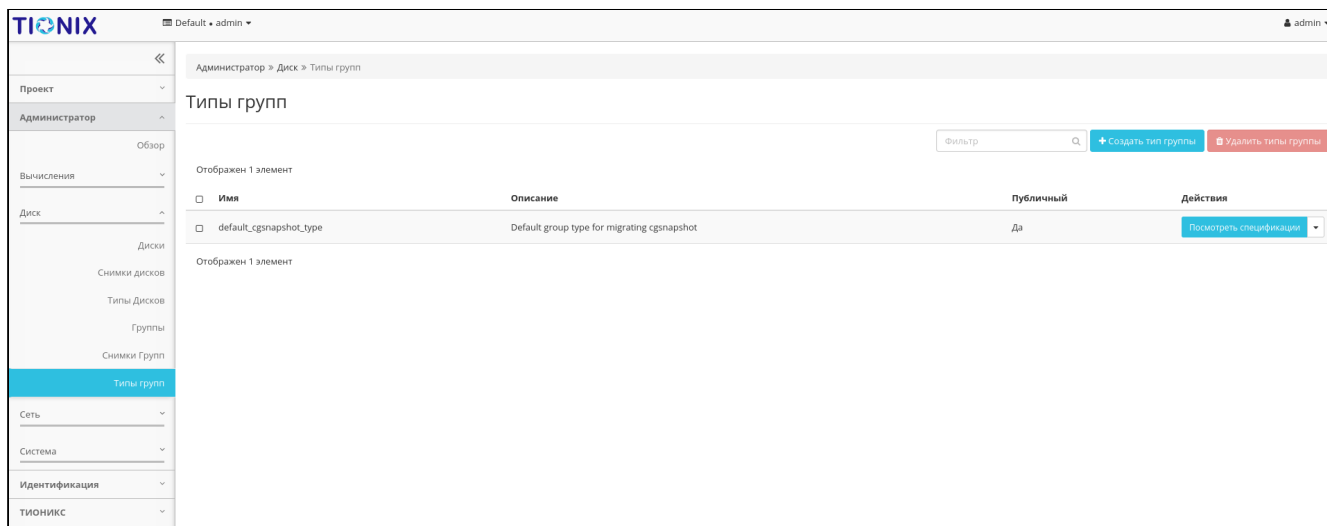 TIONIX
Default • admin
admin
Администратор » Диск » Типы групп
Проект
Администратор
Обзор
Вычисления
Диск
Диски
Снимки дисков
Типы Дисков
Группы
Снимки Групп
Типы групп
Сеть
Система
Идентификация
ТИОНИКС
Типы групп
Фильтр
+ Создать тип группы
Удалить типы группы
Отображен 1 элемент
Имя Описание Публичный Действия
default_cgsnapshot_type Default group type for migrating cgsnapshot Да Посмотреть спецификации
Отображен 1 элемент